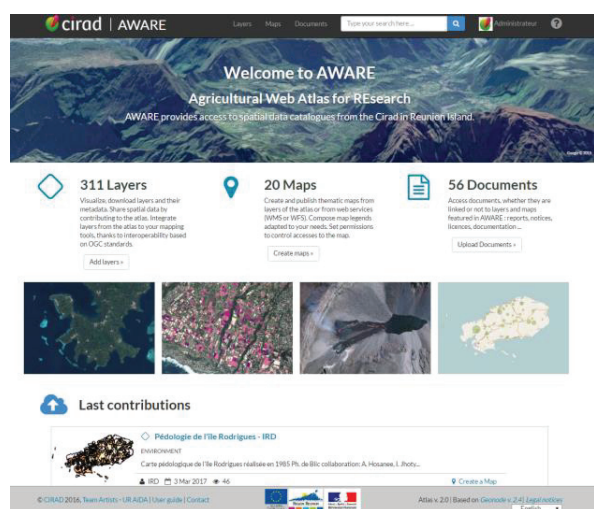 cirad | AWARE
Layers Maps Documents Type your search here... Administrateur ?
Welcome to AWARE
Agricultural Web Atlas for REsearch
AWARE provides access to spatial data catalogues from the Cirad in Reunion Island.
311 Layers
Visualize, download layers and their
metadata. Share spatial data by
contributing to the atlas. Integrate
layers from the atlas to your mapping
tools, thanks to interoperability based
on OGC standards.
Add layers »
20 Maps
Create and publish thematic maps from
layers of the atlas or from web services
(WMS or WFS). Compose map legends
adapted to your needs. Set permissions
to control accesses to the map.
Create maps »
56 Documents
Access documents, whether they are
linked or not to layers and maps
featured in AWARE : reports, notices,
licences, documentation ...
Upload Documents »
Last contributions
Pédologie de l'île Rodrigues - IRD
ENVIRONMENT
Carte pédologique de l'île Rodrigues réalisée en 1985 Ph. de Blic collaboration: A. Hosanee, I. Jhoty...
IRD 3 Mar 2017 46 Create a Map
© CIRAD 2016, Team Artists - UR AIDA | User guide | Contact
Atlas v. 2.0 | Based on Geonode v. 2.4 | Legal notices
English